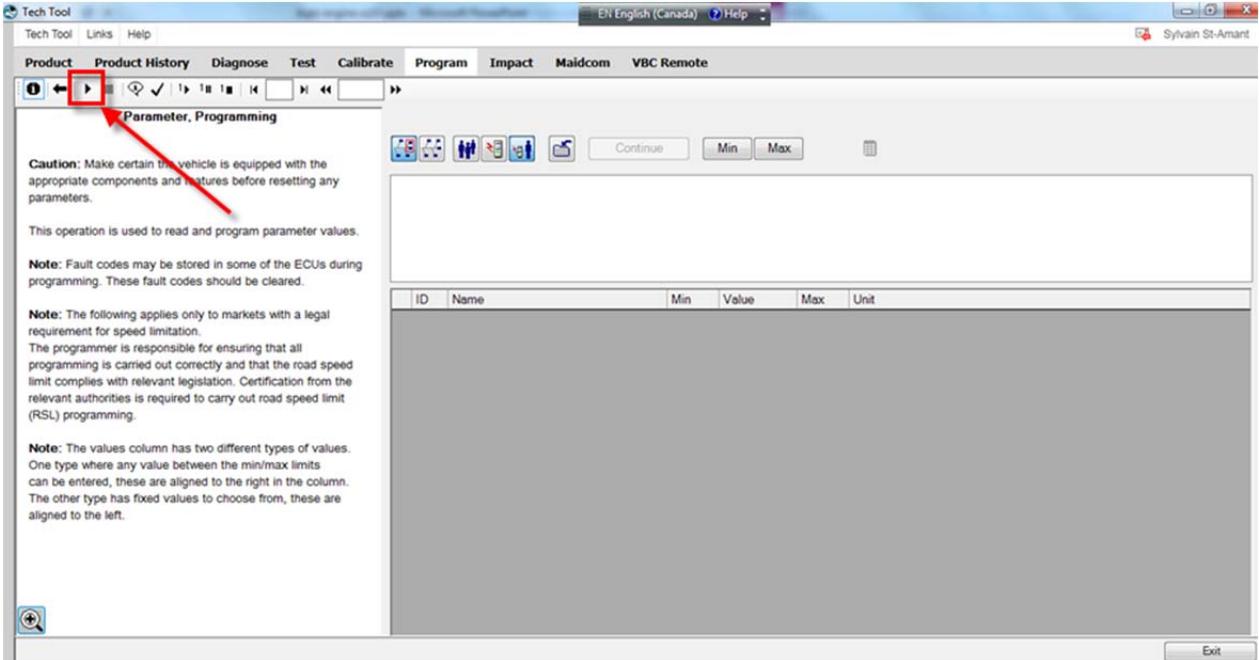 Tech Tool
EN English (Canada) Help
Tech Tool Links Help
Sylvain St-Amant
Product Product History Diagnose Test Calibrate Program Impact Maidcom VBC Remote
Parameter, Programming
Continue Min Max
Caution: Make certain the vehicle is equipped with the
appropriate components and features before resetting any
parameters.
This operation is used to read and program parameter values.
Note: Fault codes may be stored in some of the ECUs during
programming. These fault codes should be cleared.
ID Name Min Value Max Unit
Note: The following applies only to markets with a legal
requirement for speed limitation.
The programmer is responsible for ensuring that all
programming is carried out correctly and that the road speed
limit complies with relevant legislation. Certification from the
relevant authorities is required to carry out road speed limit
(RSL) programming.
Note: The values column has two different types of values.
One type where any value between the min/max limits
can be entered, these are aligned to the right in the column.
The other type has fixed values to choose from, these are
aligned to the left.
Exit